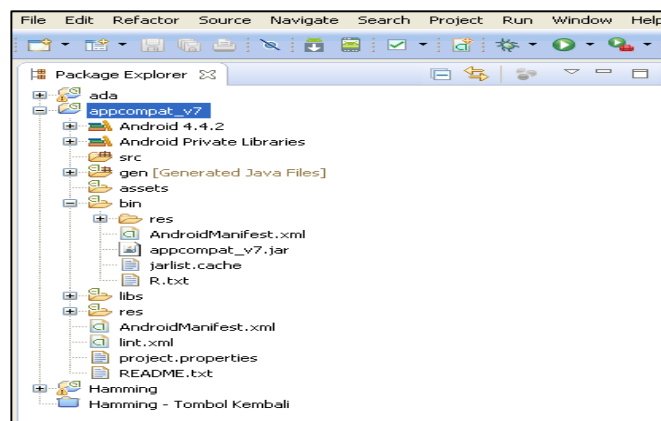 File Edit Refactor Source Navigate Search Project Run Window Help
Package Explorer
ada
appcompat_v7
Android 4.4.2
Android Private Libraries
src
gen [Generated Java Files]
assets
bin
res
AndroidManifest.xml
appcompat_v7.jar
jarlist.cache
R.txt
libs
res
AndroidManifest.xml
lint.xml
project.properties
README.txt
Hamming
Hamming - Tombol Kembali